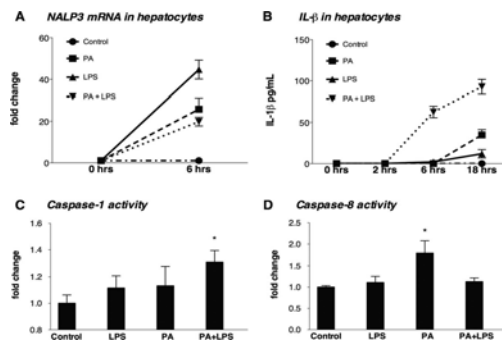 A NALP3 mRNA in hepatocytes
fold change
60
40
20
0
0 hrs 6 hrs
Control
PA
LPS
PA + LPS
B IL-β in hepatocytes
IL-1β pg/mL
150
100
50
0
0 hrs 2 hrs 6 hrs 18 hrs
Control
PA
LPS
PA + LPS
C Caspase-1 activity
fold change
1.6
1.4
1.2
1.0
0.8
Control LPS PA PA+LPS
*
D Caspase-8 activity
fold change
2.5
2.0
1.5
1.0
0.5
0.0
Control LPS PA PA+LPS
*